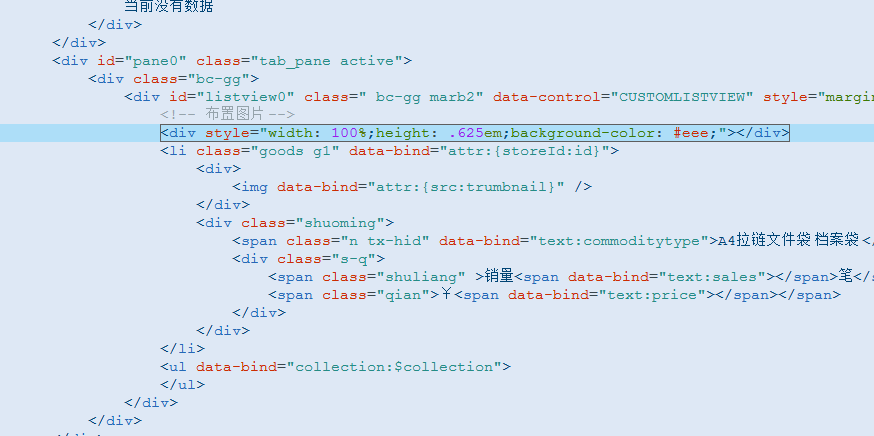 当前没有数据
</div>
</div>
<div id="pane0" class="tab_pane active">
<div class="bc-gg">
<div id="listview0" class=" bc-gg marb2" data-control="CUSTOMLISTVIEW" style="margin
<!-- 布置图片 -->
<div style="width: 100%;height: .625em;background-color: #eee;"></div>
<li class="goods g1" data-bind="attr:{storeId:id}">
<div>
<img data-bind="attr:{src:trumbnail}" />
</div>
<div class="shuoming">
<span class="n tx-hid" data-bind="text:commoditytype">A4拉链文件袋 档案袋</
<div class="s-q">
<span class="shuliang" >销量<span data-bind="text:sales"></span>笔</
<span class="qian">￥<span data-bind="text:price"></span></span>
</div>
</div>
</li>
<ul data-bind="collection:$collection">
</ul>
</div>
</div>